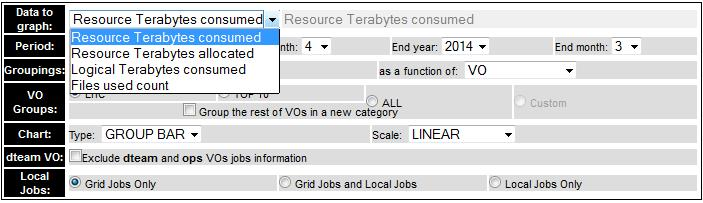 Data to graph: Resource Terabytes consumed Resource Terabytes consumed
Resource Terabytes consumed
Resource Terabytes allocated
Logical Terabytes consumed
Files used count
Period: nth: 4 End year: 2014 End month: 3
Groupings: as a function of: VO
VO Groups: LHC TOP 10 ALL Custom
Group the rest of VOs in a new category
Chart: Type: GROUP BAR Scale: LINEAR
dteam VO: Exclude dteam and ops VOs jobs information
Local Jobs: Grid Jobs Only Grid Jobs and Local Jobs Local Jobs Only